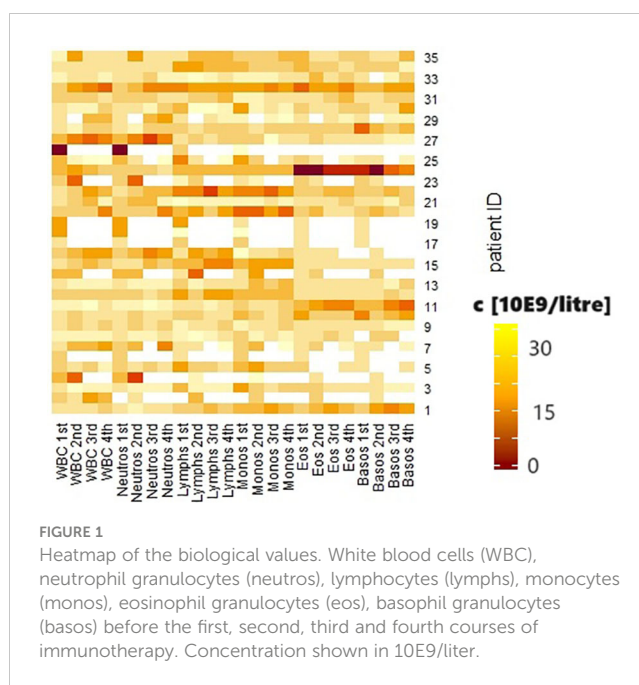 35
33
31
29
27
25
23
21
19
17
15
13
11
9
7
5
3
1
patient ID
c [10E9/litre]
30
15
0
WBC 1st
WBC 2nd
WBC 3rd
WBC 4th
Neutros 1st
Neutros 2nd
Neutros 3rd
Neutros 4th
Lymphs 1st
Lymphs 2nd
Lymphs 3rd
Lymphs 4th
Monos 1st
Monos 2nd
Monos 3rd
Monos 4th
Eos 1st
Eos 2nd
Eos 3rd
Eos 4th
Basos 1st
Basos 2nd
Basos 3rd
Basos 4th
FIGURE 1
Heatmap of the biological values. White blood cells (WBC),
neutrophil granulocytes (neutros), lymphocytes (lymphs), monocytes
(monos), eosinophil granulocytes (eos), basophil granulocytes
(basos) before the first, second, third and fourth courses of
immunotherapy. Concentration shown in 10E9/liter.